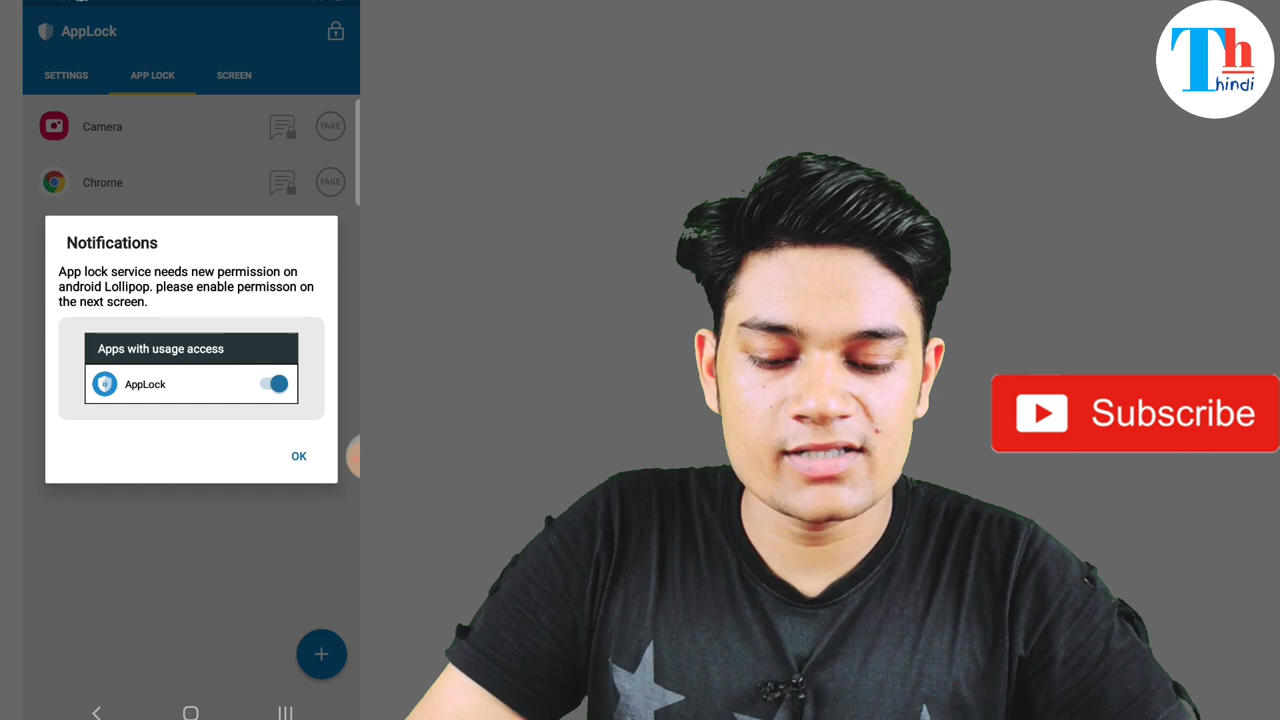 AppLock
SETTINGS
APP LOCK
SCREEN
Camera
FAKE
Chrome
FAKE
Notifications
App lock service needs new permission on
android Lollipop. please enable permisson on
the next screen.
Apps with usage access
AppLock
OK
Th
hindi
Subscribe